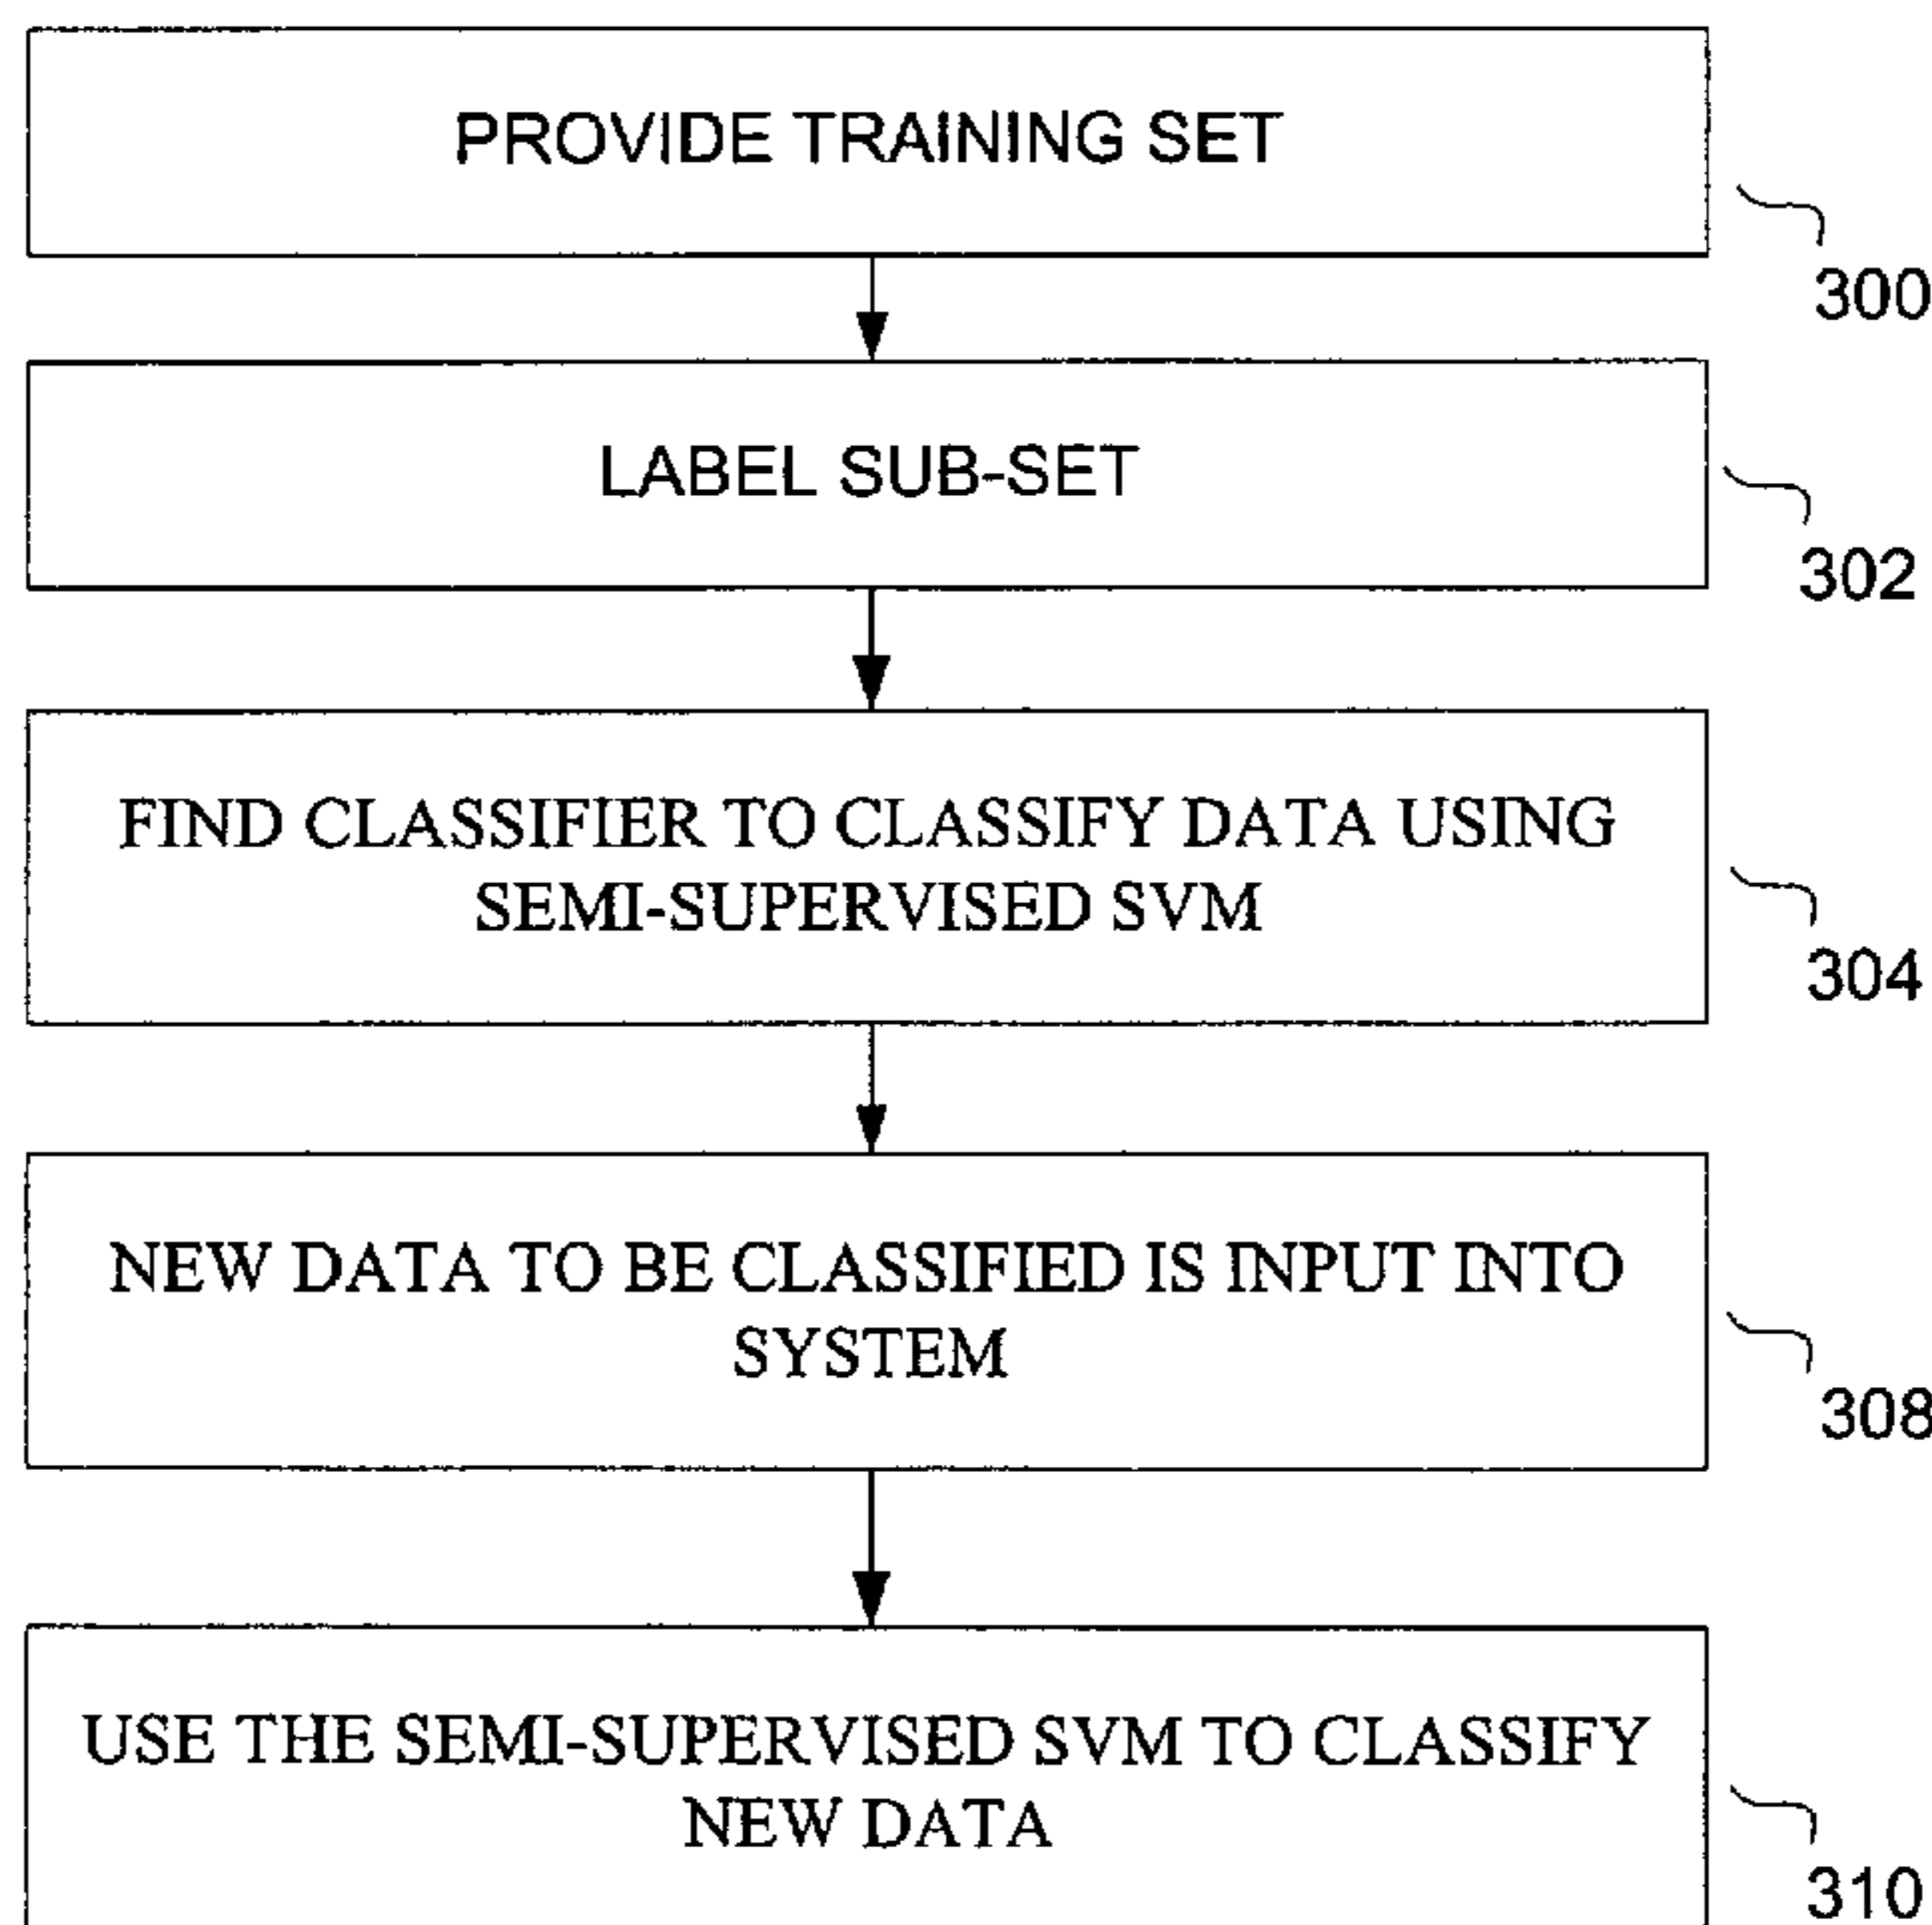 PROVIDE TRAINING SET
300
LABEL SUB-SET
302
FIND CLASSIFIER TO CLASSIFY DATA USING
SEMI-SUPERVISED SVM
304
NEW DATA TO BE CLASSIFIED IS INPUT INTO
SYSTEM
308
USE THE SEMI-SUPERVISED SVM TO CLASSIFY
NEW DATA
310